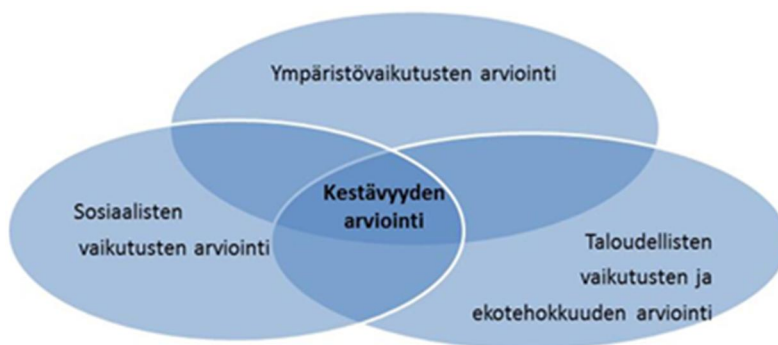 Ympäristövaikutusten arviointi
Kestävyyden
arviointi
Sosiaalisten
vaikutusten arviointi
Taloudellisten
vaikutusten ja
ekotehokkuuden arviointi